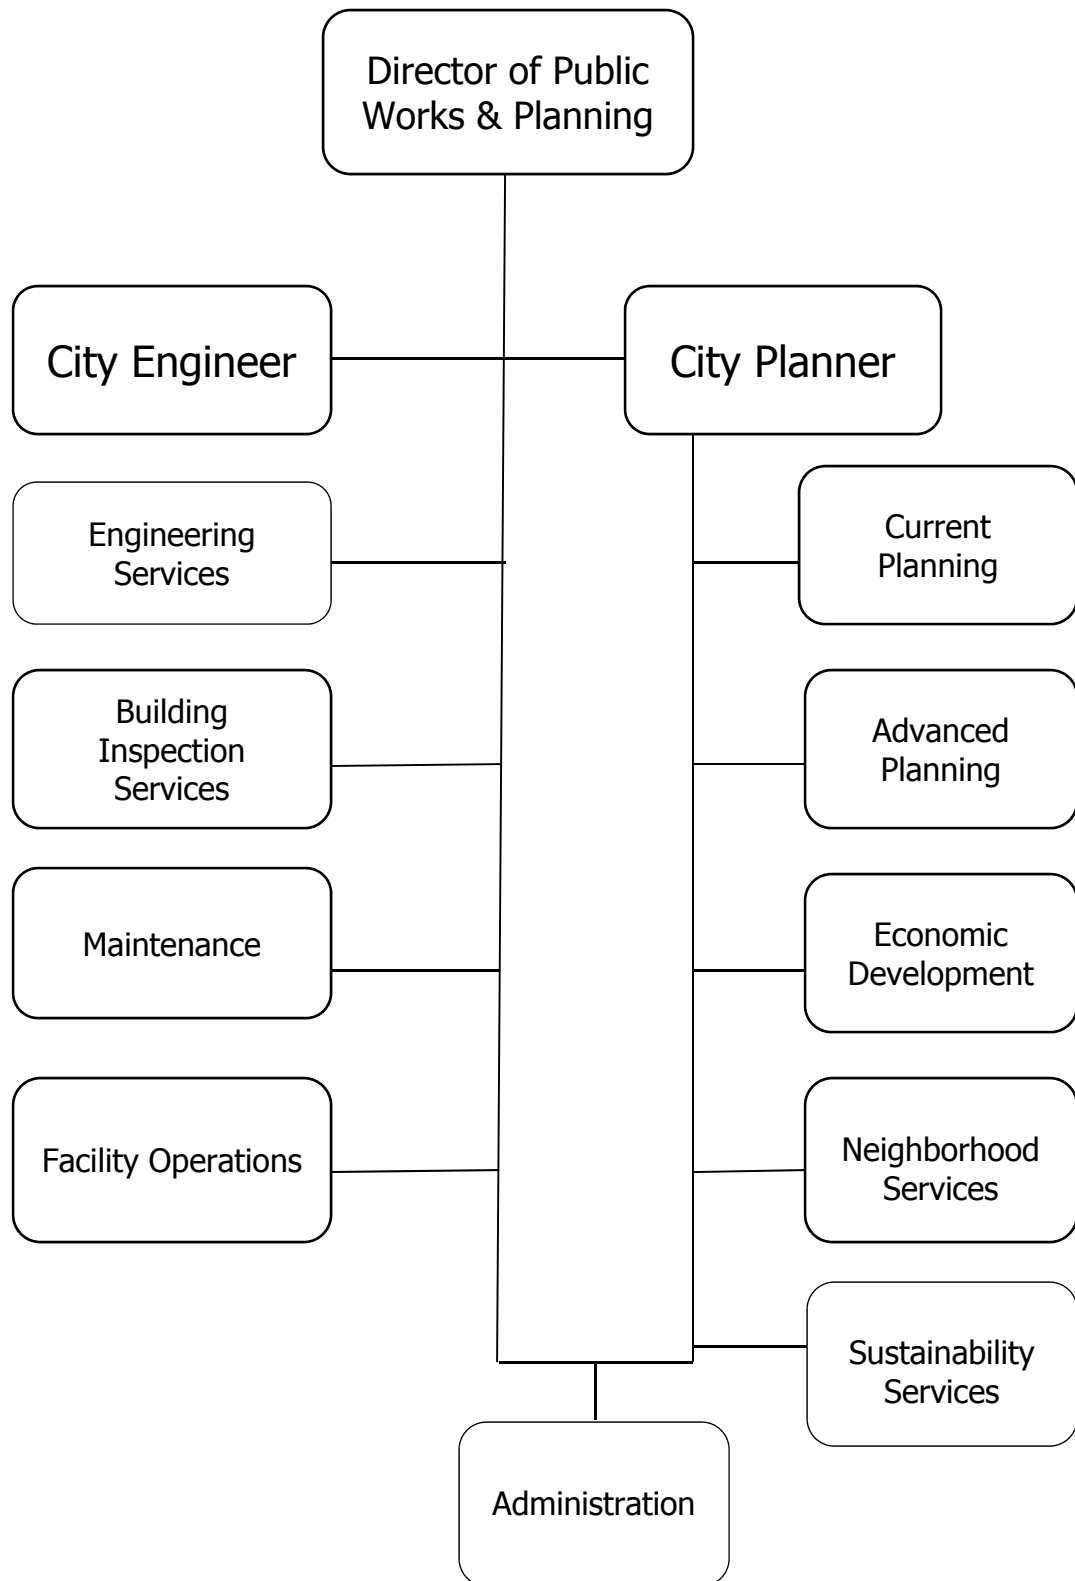 Director of Public
Works & Planning
City Engineer
City Planner
Engineering
Services
Current
Planning
Building
Inspection
Services
Advanced
Planning
Maintenance
Economic
Development
Facility Operations
Neighborhood
Services
Sustainability
Services
Administration